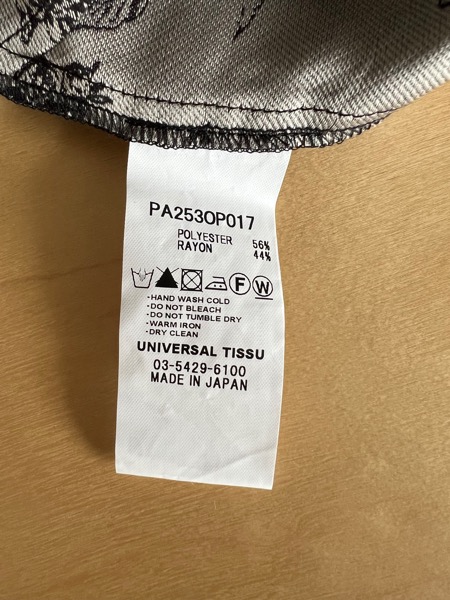 PA253OP017
POLYESTER 56%
RAYON 44%
F W
・HAND WASH COLD
・DO NOT BLEACH
・DO NOT TUMBLE DRY
・WARM IRON
・DRY CLEAN
UNIVERSAL TISSU
03-5429-6100
MADE IN JAPAN